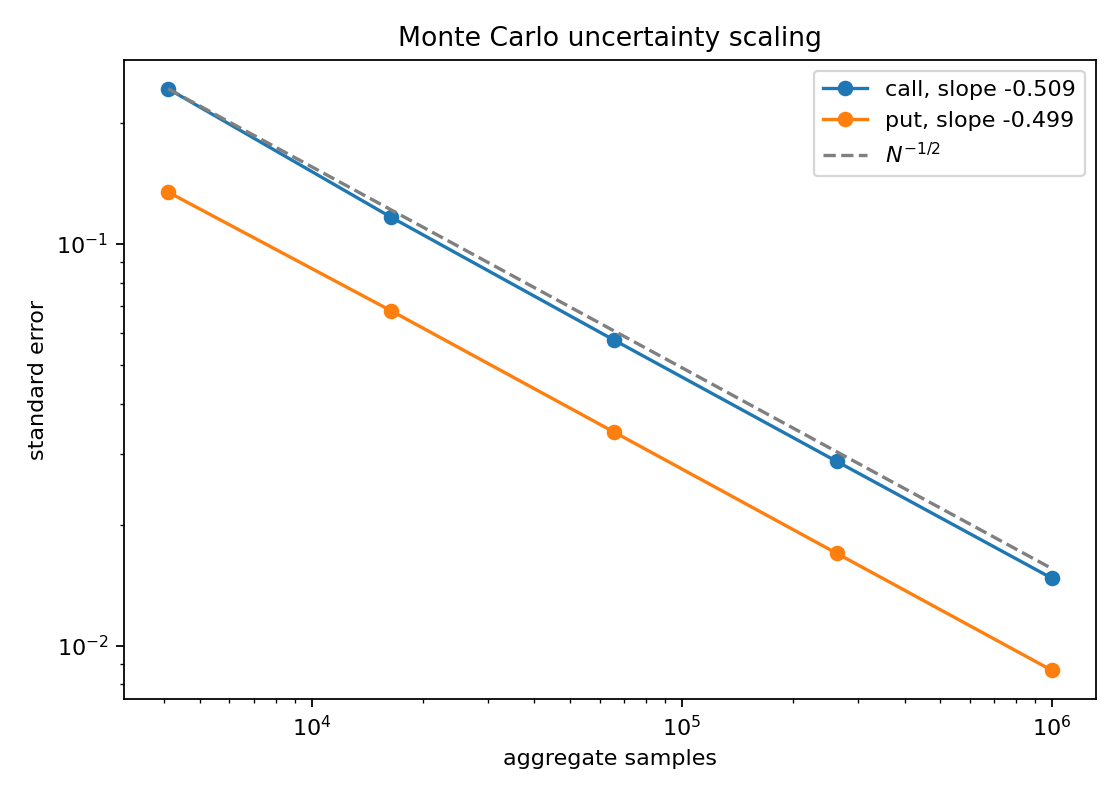 Monte Carlo uncertainty scaling
call, slope -0.509
put, slope -0.499
N^{-1/2}
10^{-1}
10^{-2}
standard error
10^4
10^5
10^6
aggregate samples